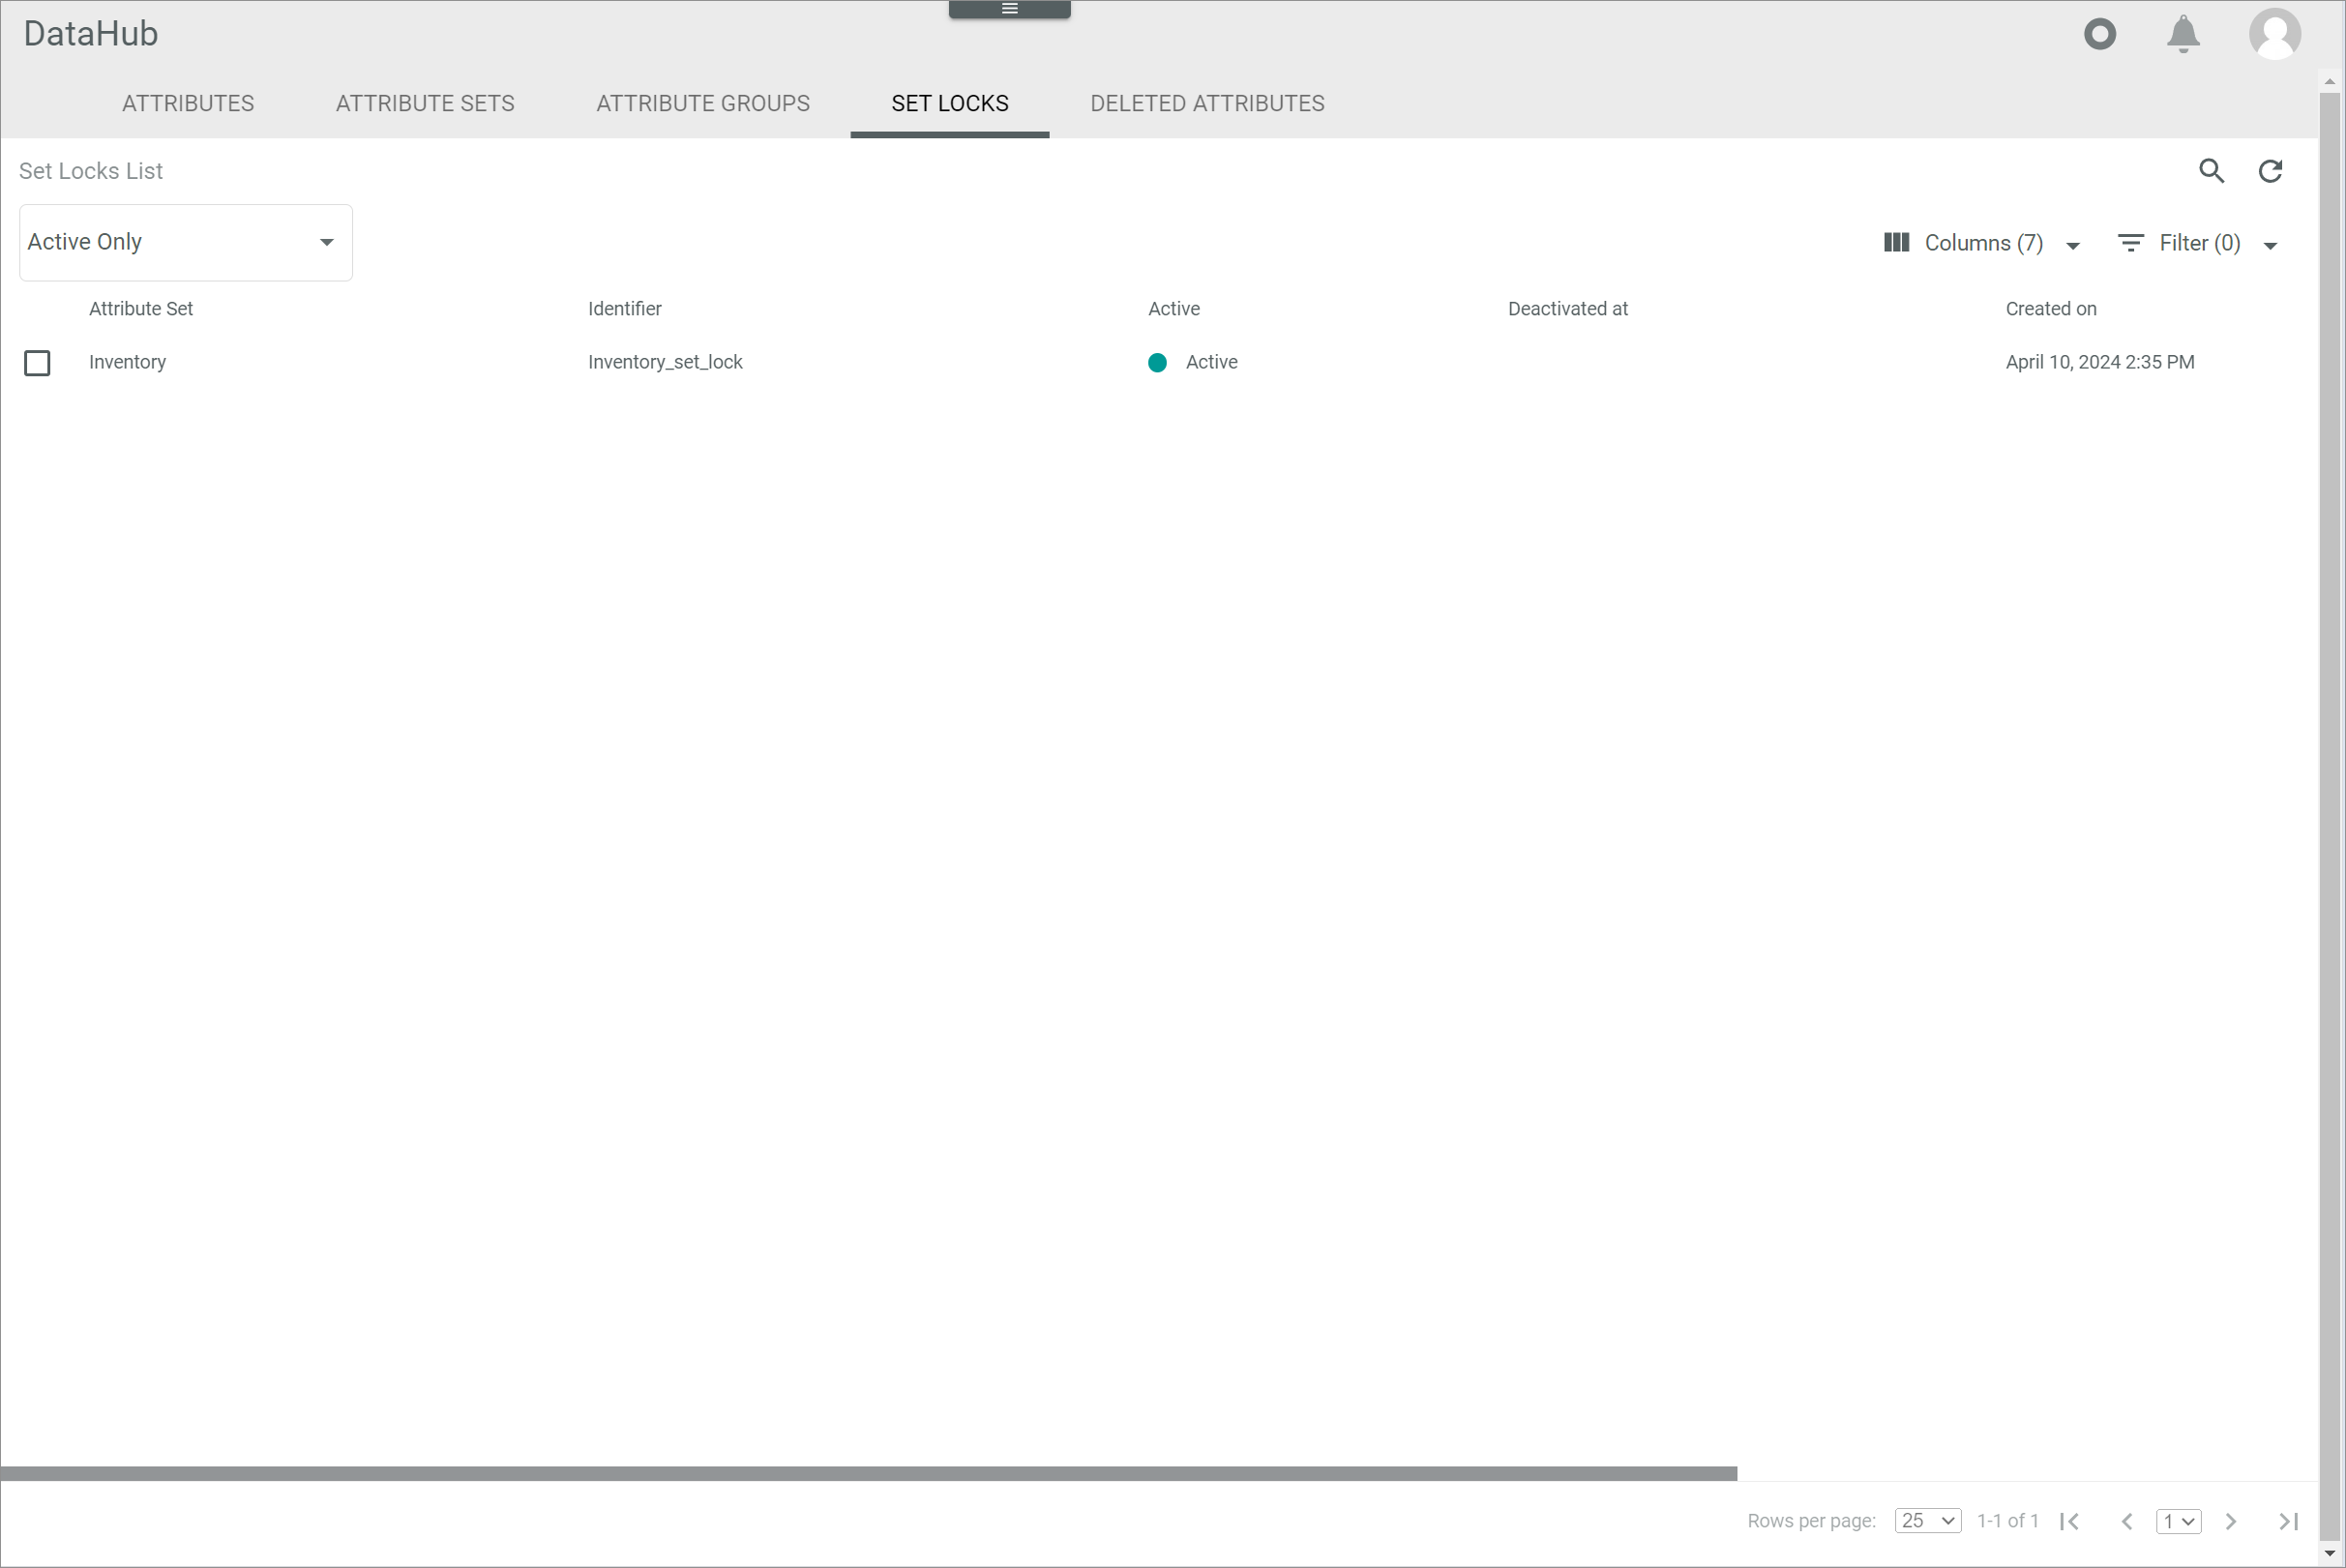 DataHub
ATTRIBUTES ATTRIBUTE SETS ATTRIBUTE GROUPS SET LOCKS DELETED ATTRIBUTES
Set Locks List
Active Only Columns (7) Filter (0)
Attribute Set Identifier Active Deactivated at Created on
Inventory Inventory_set_lock Active April 10, 2024 2:35 PM
Rows per page: 25 1-1 of 1 1